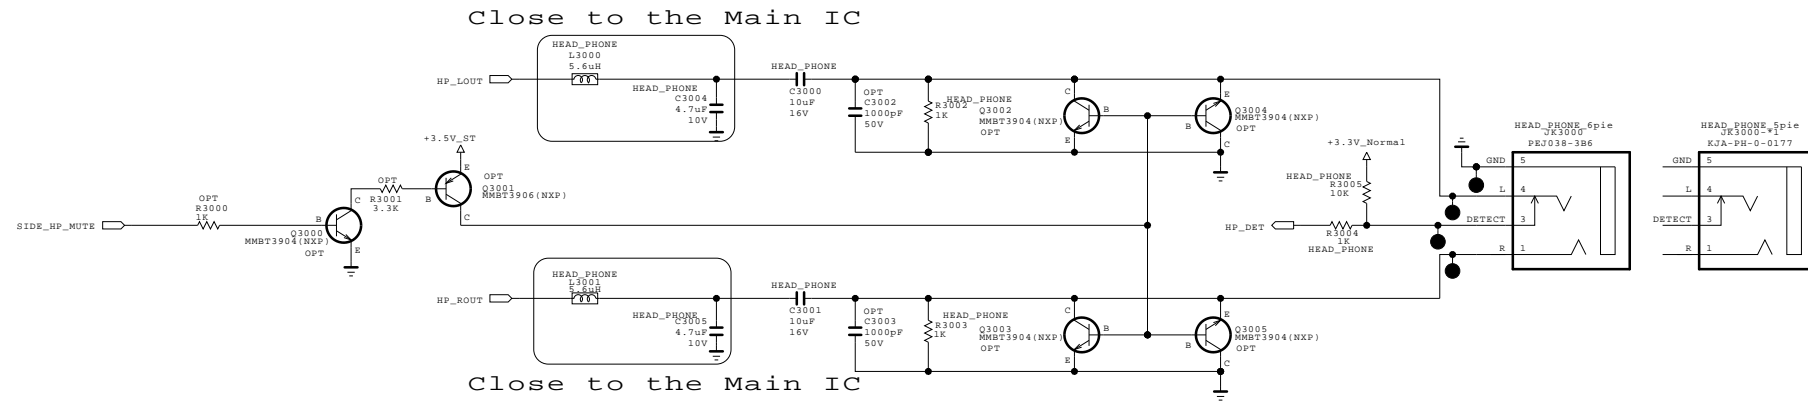 Close to the Main IC
HEAD_PHONE
L3000
5.6uH
HP_LOUT
HEAD_PHONE
C3004
4.7uF
10V
HEAD_PHONE
C3000
10uF
16V
OPT
C3002
1000pF
50V
HEAD_PHONE
R3002
1K
C
B
E
Q3002
MMBT3904(NXP)
OPT
E
B
C
Q3004
MMBT3904(NXP)
OPT
+3.5V_ST
E
B
C
OPT
Q3001
MMBT3906(NXP)
OPT
R3001
3.3K
OPT
R3000
1K
SIDE_HP_MUTE
C
B
E
Q3000
MMBT3904(NXP)
OPT
+3.3V_Normal
HEAD_PHONE
R3005
10K
HP_DET
R3004
1K
HEAD_PHONE
HEAD_PHONE_6pie
JK3000
PEJ038-3B6
GND 5
L 4
DETECT 3
R 1
HEAD_PHONE_5pie
JK3000-*1
KJA-PH-0-0177
GND 5
L 4
DETECT 3
R 1
HEAD_PHONE
L3001
5.6uH
HP_ROUT
HEAD_PHONE
C3005
4.7uF
10V
HEAD_PHONE
C3001
10uF
16V
OPT
C3003
1000pF
50V
HEAD_PHONE
R3003
1K
C
B
E
Q3003
MMBT3904(NXP)
OPT
E
B
C
Q3005
MMBT3904(NXP)
OPT
Close to the Main IC